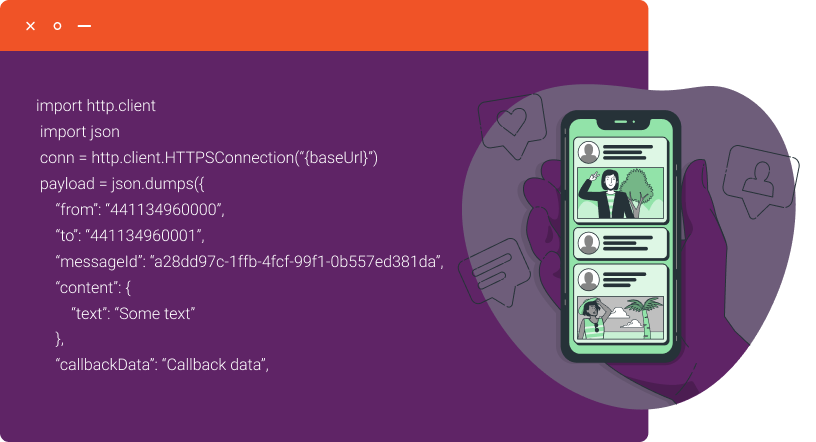 import http.client
import json
conn = http.client.HTTPSConnection(“{baseUrl}”)
payload = json.dumps({
“from”: “441134960000”,
“to”: “441134960001”,
“messageId”: “a28dd97c-1ffb-4fcf-99f1-0b557ed381da”,
“content”: {
“text”: “Some text”
},
“callbackData”: “Callback data”,